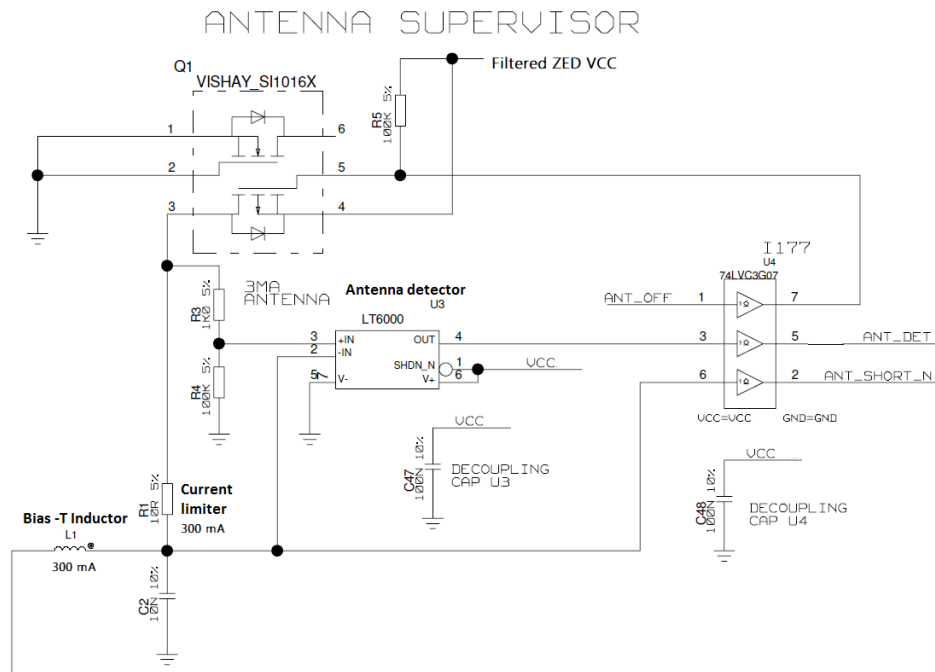 ANTENNA SUPERVISOR
Q1
VISHAY_SI1016X
Filtered ZED VCC
R5
100K 5%
1
6
2
5
3
4
I177
U4
74LVC3G07
3MA
ANTENNA
R3
1K0 5%
Antenna detector
U3
LT6000
ANT_OFF
1
7
3
+IN
OUT
4
3
5
ANT_DET
2
-IN
SHDN_N
1
VCC
5
7
V-
V+
6
6
2
ANT_SHORT_N
R4
100K 5%
VCC=VCC
GND=GND
VCC
C47
100N 10%
DECOUPLING
CAP U3
VCC
C48
100N 10%
DECOUPLING
CAP U4
R1
10R 5%
Current
limiter
300 mA
Bias -T Inductor
L1
300 mA
C2
10N 10%